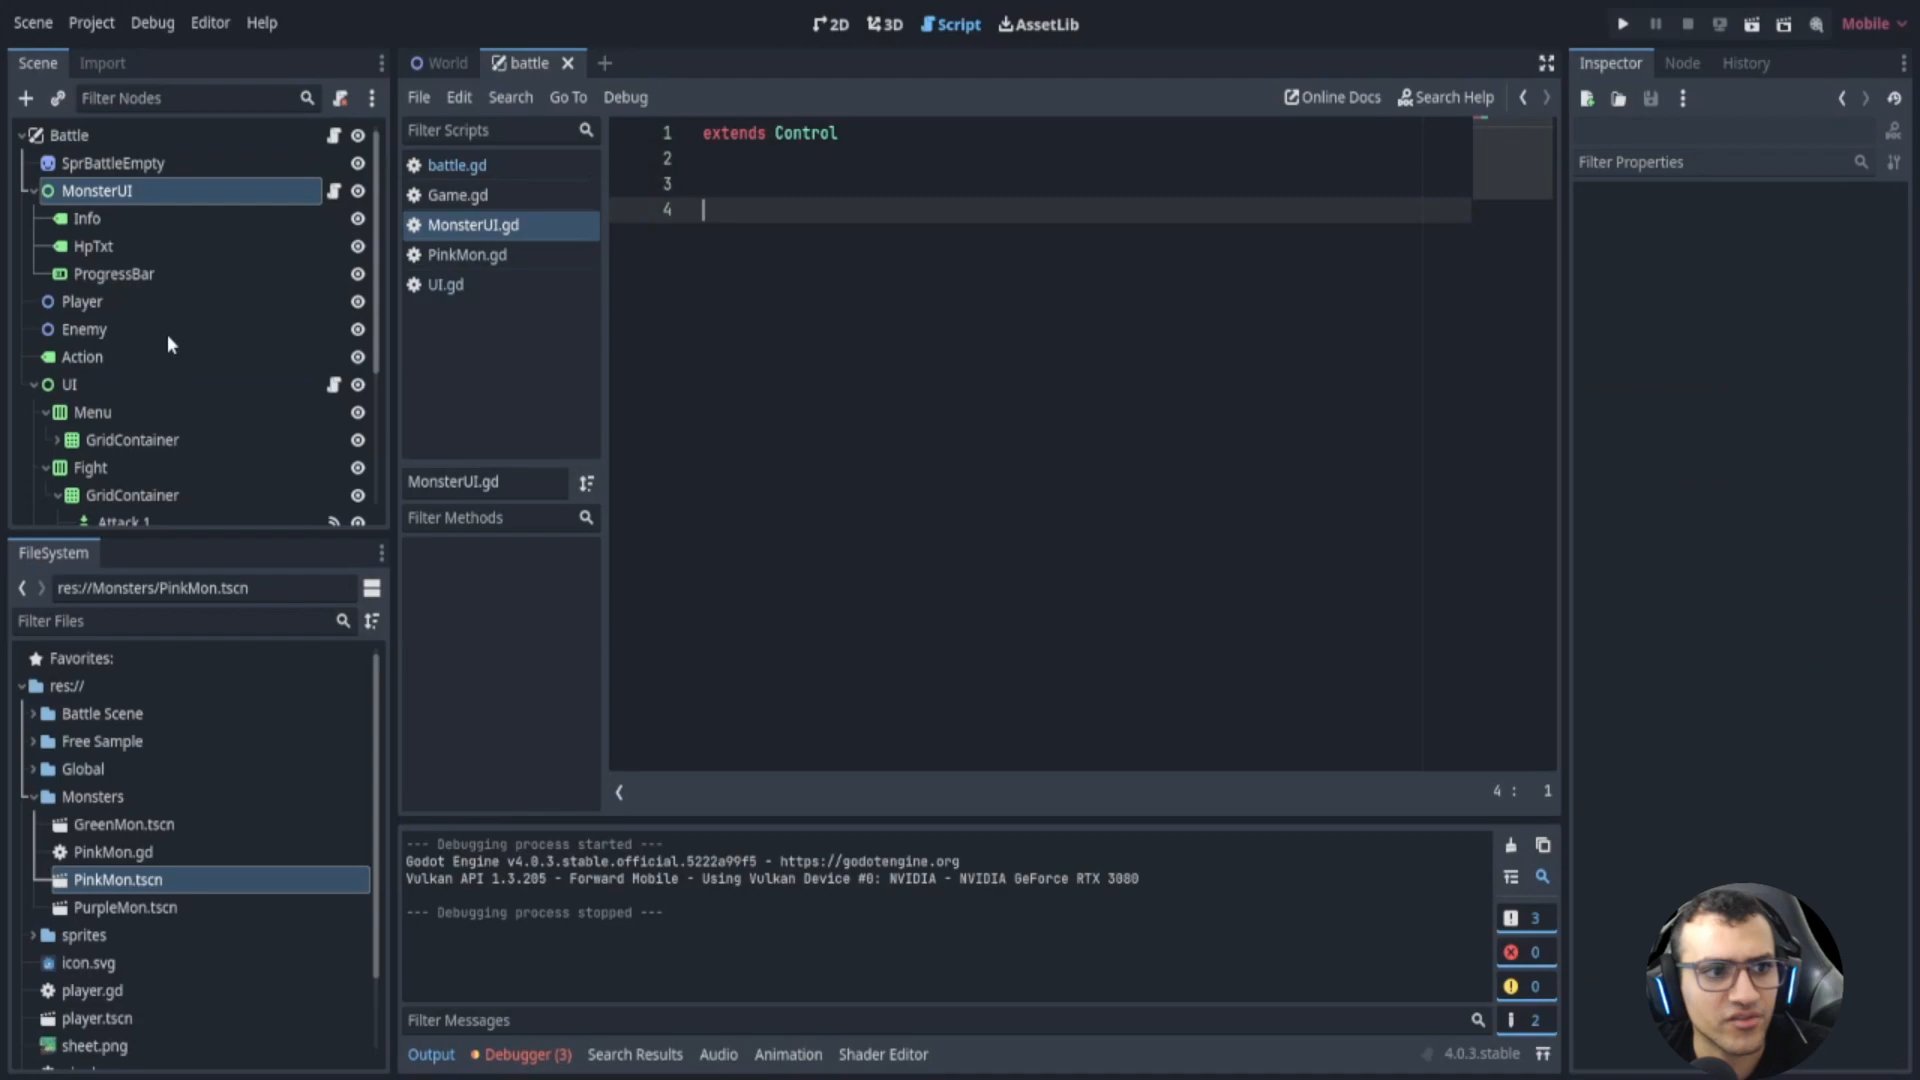 Scene Project Debug Editor Help
2D 3D Script AssetLib
Mobile
Scene Import
Filter Nodes
Battle
SprBattleEmpty
MonsterUI
Info
HpTxt
ProgressBar
Player
Enemy
Action
UI
Menu
GridContainer
Fight
GridContainer
Attack 1
FileSystem
res://Monsters/PinkMon.tscn
Filter Files
Favorites:
res://
Battle Scene
Free Sample
Global
Monsters
GreenMon.tscn
PinkMon.gd
PinkMon.tscn
PurpleMon.tscn
sprites
icon.svg
player.gd
player.tscn
sheet.png
World battle
File Edit Search Go To Debug
Online Docs Search Help
Filter Scripts
battle.gd
Game.gd
MonsterUI.gd
PinkMon.gd
UI.gd
MonsterUI.gd
Filter Methods
1 extends Control
2
3
4
4 : 1
--- Debugging process started ---
Godot Engine v4.0.3.stable.official.5222a99f5 - https://godotengine.org
Vulkan API 1.3.205 - Forward Mobile - Using Vulkan Device #0: NVIDIA - NVIDIA GeForce RTX 3080
--- Debugging process stopped ---
3
0
0
2
Filter Messages
Output Debugger (3) Search Results Audio Animation Shader Editor
4.0.3.stable
Inspector Node History
Filter Properties